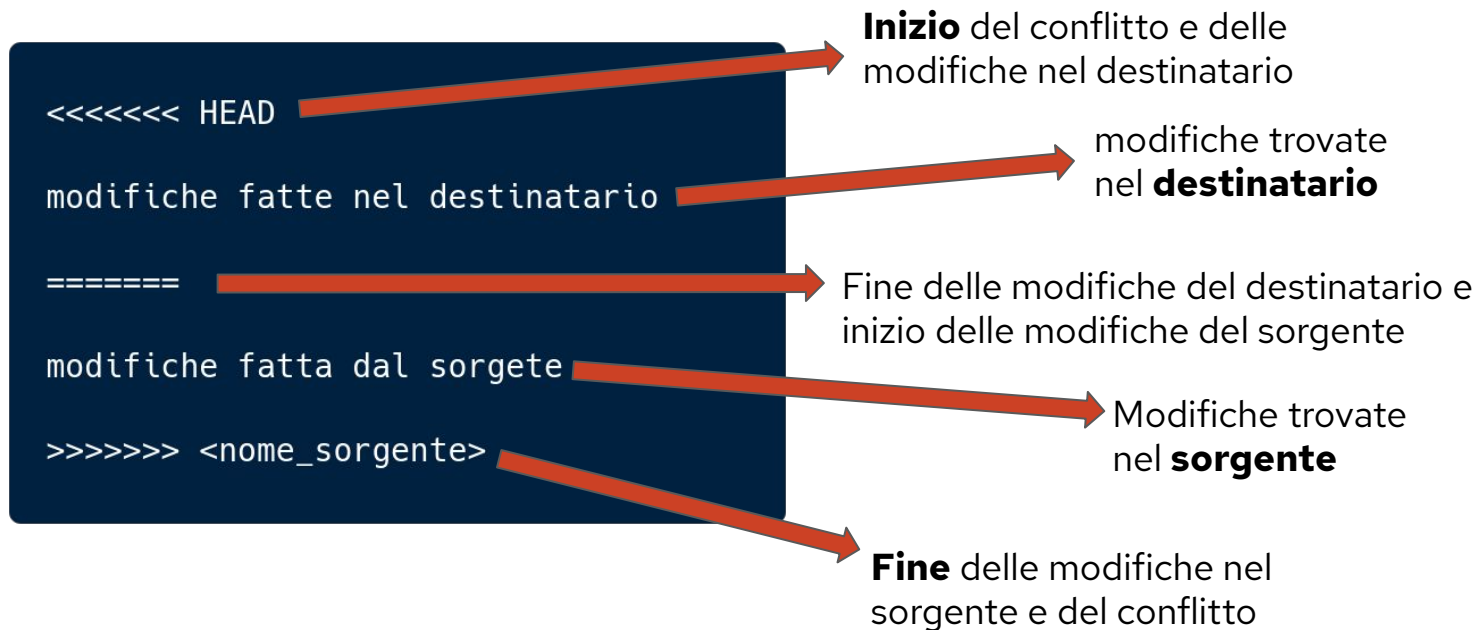 Inizio del conflitto e delle
modifiche nel destinatario
<<<<<<< HEAD
modifiche trovate
nel destinatario
modifiche fatte nel destinatario
=======
Fine delle modifiche del destinatario e
inizio delle modifiche del sorgente
modifiche fatta dal sorgete
Modifiche trovate
nel sorgente
>>>>>>> <nome_sorgente>
Fine delle modifiche nel
sorgente e del conflitto